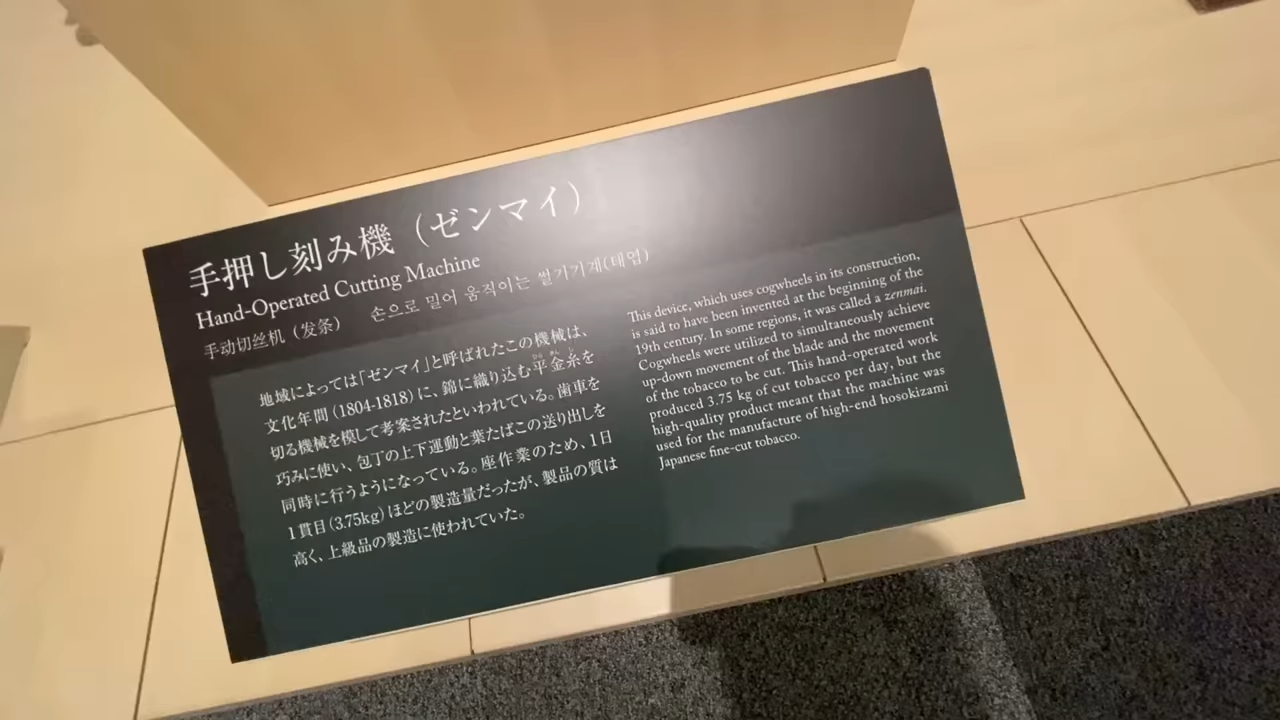 手押し刻み機（ゼンマイ）
Hand-Operated Cutting Machine
手动切丝机（发条） 손으로 밀어 움직이는 썰기기계(태엽)
地域によっては「ゼンマイ」と呼ばれたこの機械は、
文化年間（1804-1818）に、錦に織り込む平金糸を
切る機械を模して考案されたといわれている。歯車を
巧みに使い、包丁の上下運動と葉たばこの送り出しを
同時に行うようになっている。座作業のため、1日
1貫目（3.75kg）ほどの製造量だったが、製品の質は
高く、上級品の製造に使われていた。
This device, which uses cogwheels in its construction,
is said to have been invented at the beginning of the
19th century. In some regions, it was called a zenmai.
Cogwheels were utilized to simultaneously achieve
up-down movement of the blade and the movement
of the tobacco to be cut. This hand-operated work
produced 3.75 kg of cut tobacco per day, but the
high-quality product meant that the machine was
used for the manufacture of high-end hosokizami
Japanese fine-cut tobacco.